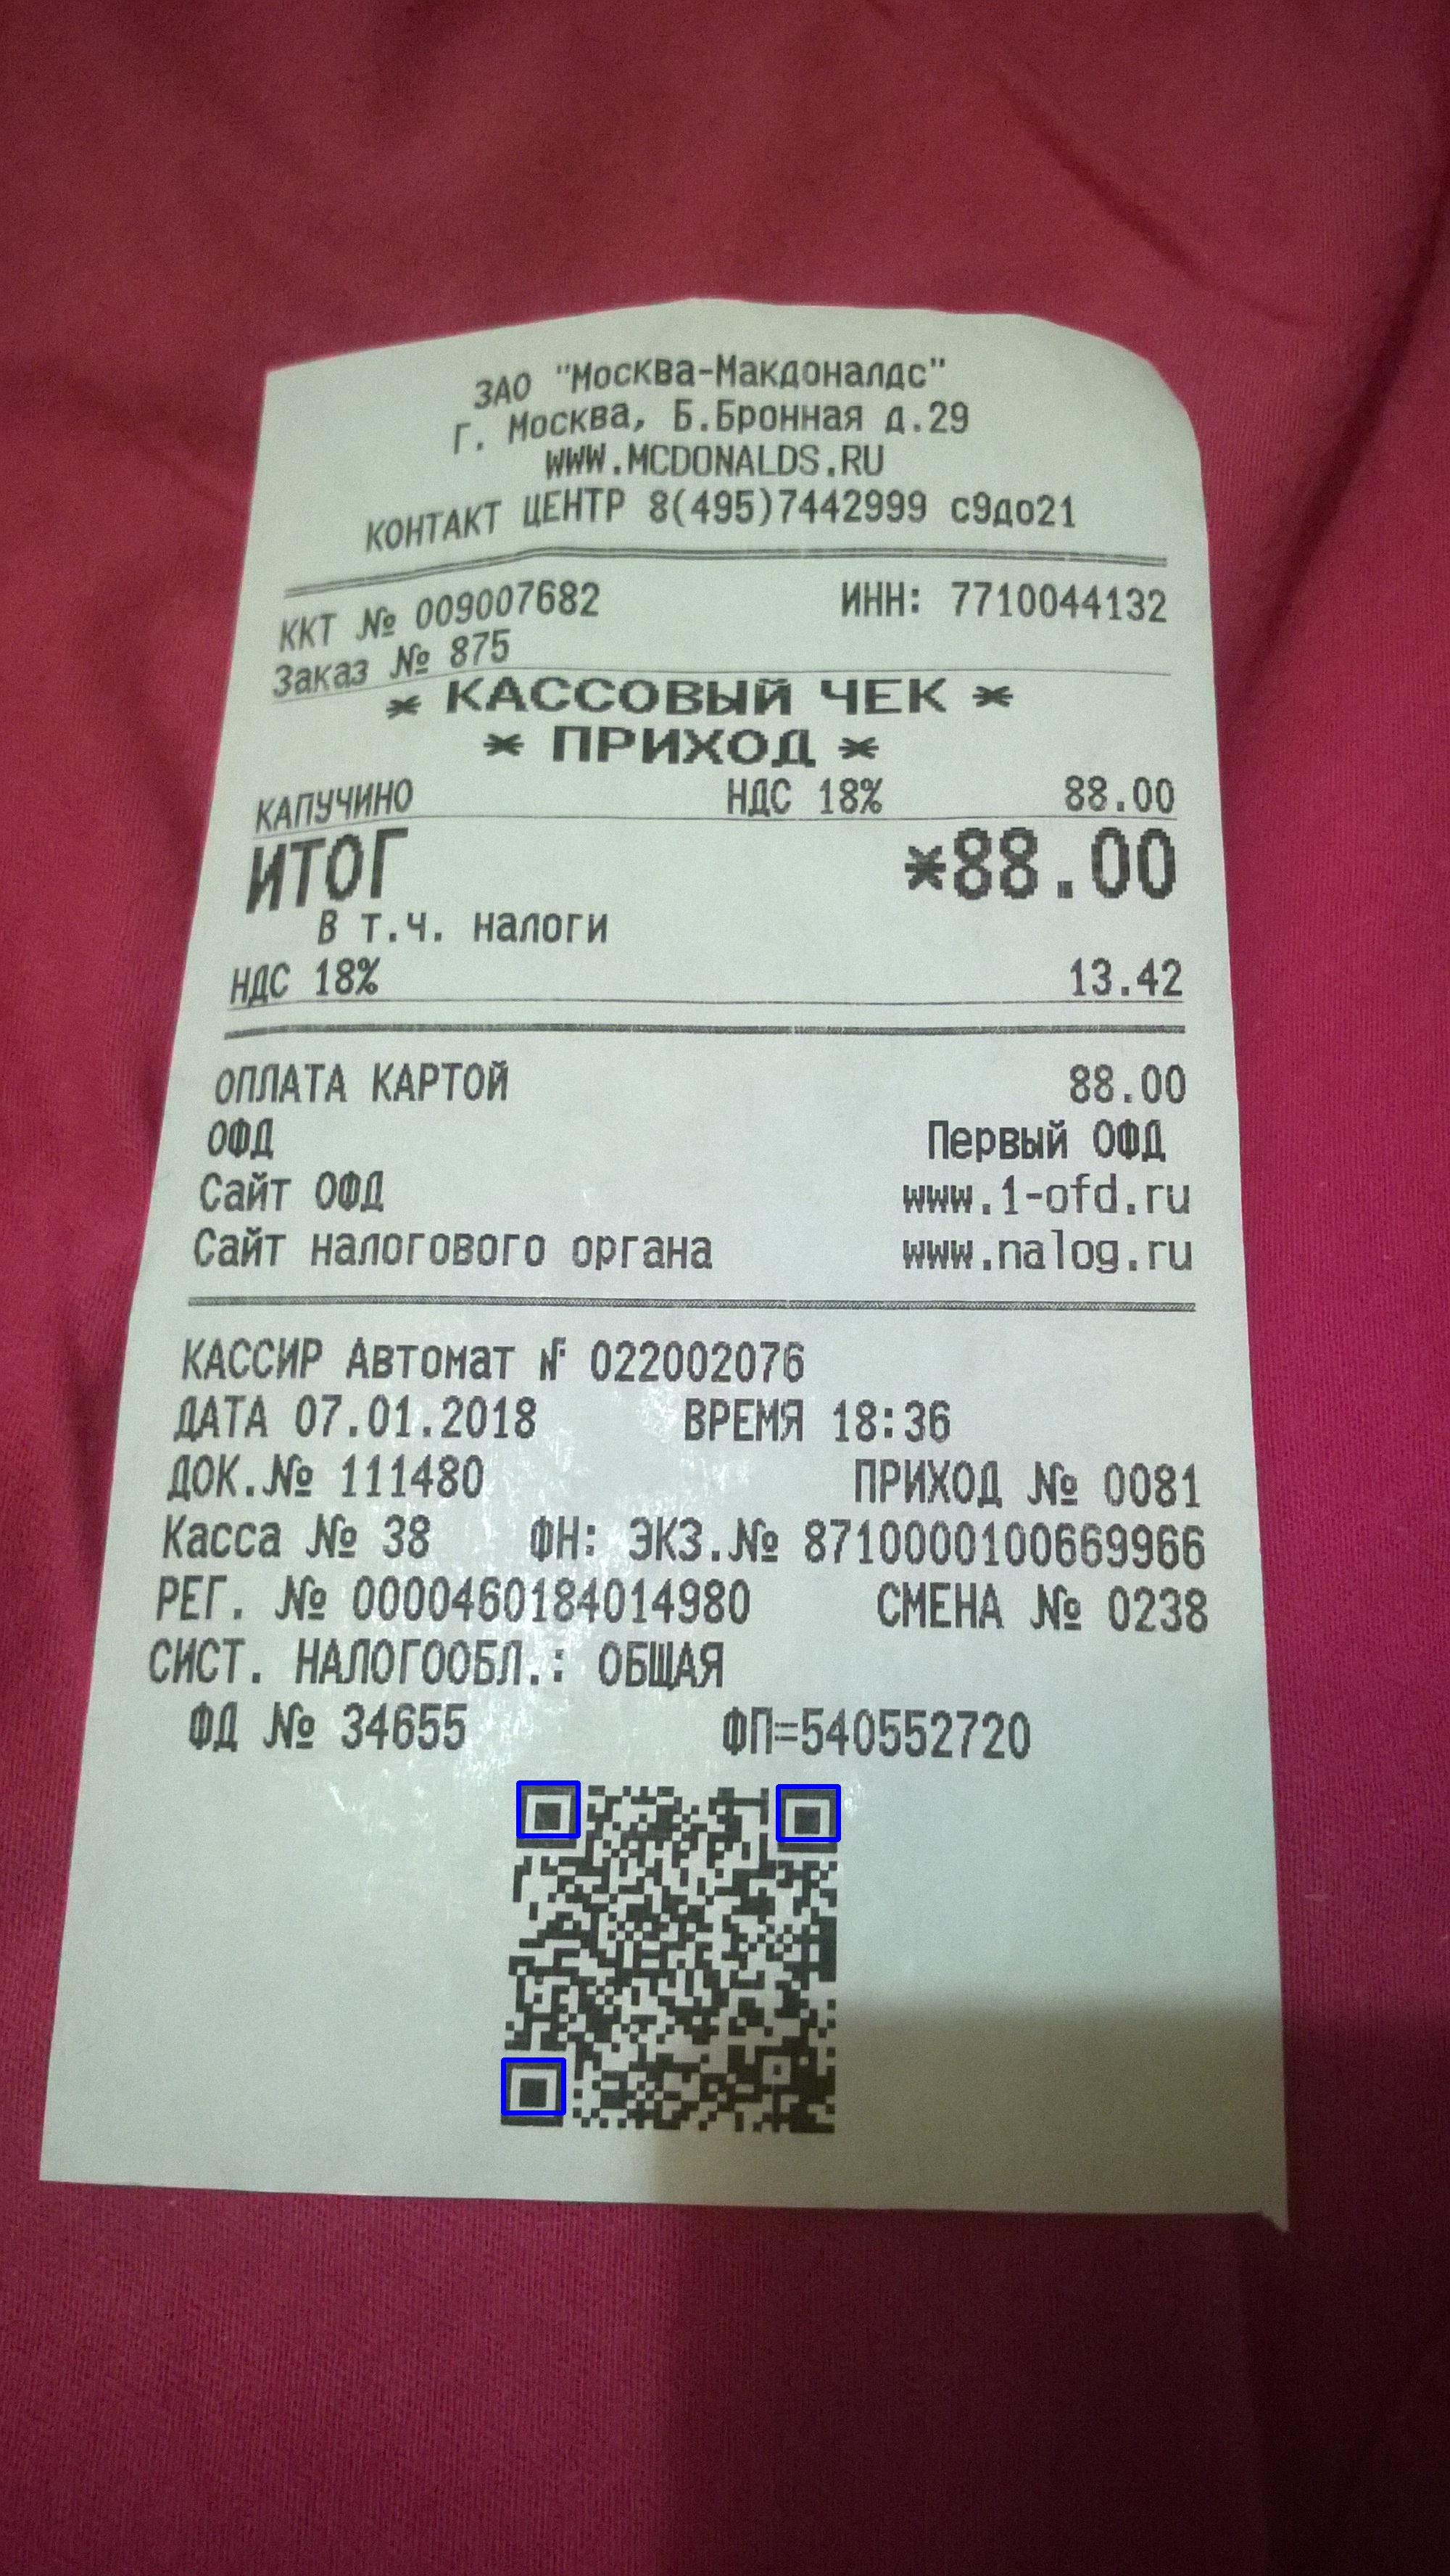 ЗАО "Москва-Макдоналдс"
г. Москва, Б.Бронная д.29
WWW.MCDONALDS.RU
КОНТАКТ ЦЕНТР 8(495)7442999 с9до21
ККТ № 009007682 ИНН: 7710044132
Заказ № 875
* КАССОВЫЙ ЧЕК *
* ПРИХОД *
КАПУЧИНО НДС 18% 88.00
ИТОГ *88.00
В т.ч. налоги
НДС 18% 13.42
ОПЛАТА КАРТОЙ 88.00
ОФД Первый ОФД
Сайт ОФД www.1-ofd.ru
Сайт налогового органа www.nalog.ru
КАССИР Автомат № 022002076
ДАТА 07.01.2018 ВРЕМЯ 18:36
ДОК.№ 111480 ПРИХОД № 0081
Касса № 38 ФН: ЭКЗ.№ 8710000100669966
РЕГ. № 0000460184014980 СМЕНА № 0238
СИСТ. НАЛОГООБЛ.: ОБЩАЯ
ФД № 34655 ФП=540552720